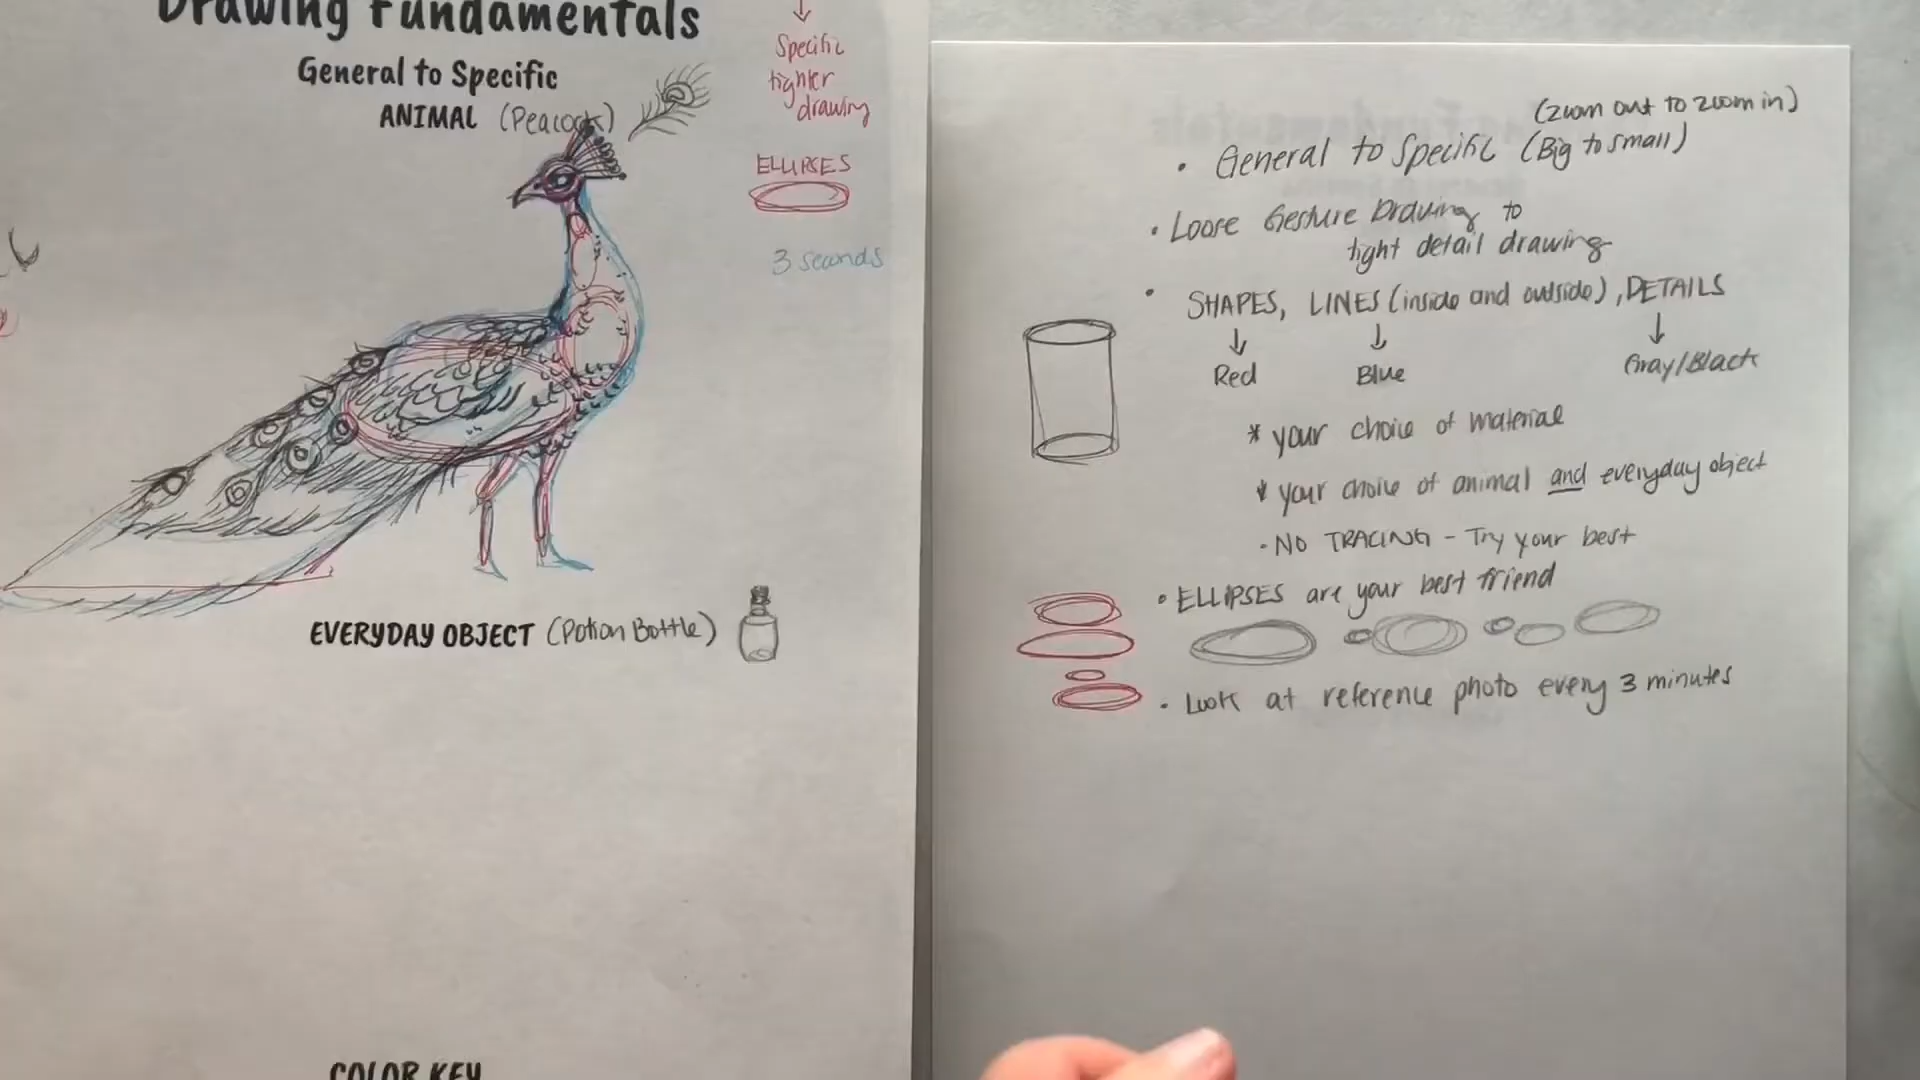 Drawing Fundamentals
General to Specific
ANIMAL (Peacock)
Specific
tighter
drawing
ELLIPSES
3 seconds
EVERYDAY OBJECT (Potion Bottle)
COLOR KEY
(zoom out to zoom in)
• General to Specific (Big to small)
• Loose Gesture Drawing to
tight detail drawing
• SHAPES, LINES (inside and outside), DETAILS
Red Blue Gray/Black
* your choice of material
* your choice of animal and everyday object
• NO TRACING - Try your best
• ELLIPSES are your best friend
• Look at reference photo every 3 minutes